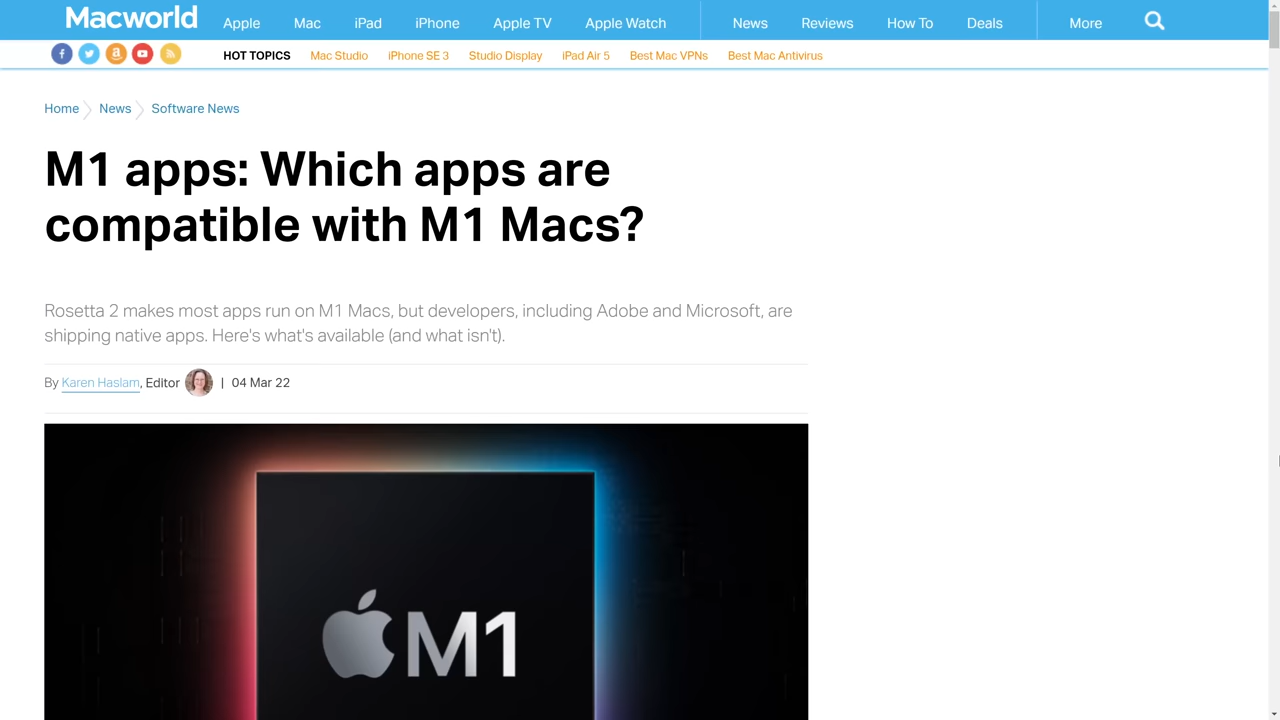 Macworld
Apple Mac iPad iPhone Apple TV Apple Watch News Reviews How To Deals More
HOT TOPICS Mac Studio iPhone SE 3 Studio Display iPad Air 5 Best Mac VPNs Best Mac Antivirus
Home News Software News
M1 apps: Which apps are
compatible with M1 Macs?
Rosetta 2 makes most apps run on M1 Macs, but developers, including Adobe and Microsoft, are
shipping native apps. Here's what's available (and what isn't).
By Karen Haslam, Editor | 04 Mar 22
M1